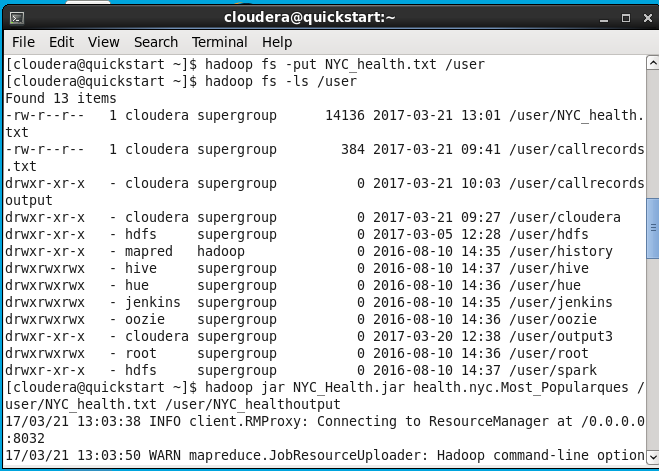 cloudera@quickstart:~
File Edit View Search Terminal Help
[cloudera@quickstart ~]$ hadoop fs -put NYC_health.txt /user
[cloudera@quickstart ~]$ hadoop fs -ls /user
Found 13 items
-rw-r--r--   1 cloudera supergroup      14136 2017-03-21 13:01 /user/NYC_health.
txt
-rw-r--r--   1 cloudera supergroup        384 2017-03-21 09:41 /user/callrecords
.txt
drwxr-xr-x   - cloudera supergroup          0 2017-03-21 10:03 /user/callrecords
output
drwxr-xr-x   - cloudera supergroup          0 2017-03-21 09:27 /user/cloudera
drwxr-xr-x   - hdfs     supergroup          0 2017-03-05 12:28 /user/hdfs
drwxr-xr-x   - mapred   hadoop              0 2016-08-10 14:35 /user/history
drwxrwxrwx   - hive     supergroup          0 2016-08-10 14:37 /user/hive
drwxrwxrwx   - hue      supergroup          0 2016-08-10 14:36 /user/hue
drwxrwxrwx   - jenkins  supergroup          0 2016-08-10 14:35 /user/jenkins
drwxrwxrwx   - oozie    supergroup          0 2016-08-10 14:36 /user/oozie
drwxr-xr-x   - cloudera supergroup          0 2017-03-20 12:38 /user/output3
drwxrwxrwx   - root     supergroup          0 2016-08-10 14:36 /user/root
drwxr-xr-x   - hdfs     supergroup          0 2016-08-10 14:37 /user/spark
[cloudera@quickstart ~]$ hadoop jar NYC_Health.jar health.nyc.Most_Popularques /
user/NYC_health.txt /user/NYC_healthoutput
17/03/21 13:03:38 INFO client.RMProxy: Connecting to ResourceManager at /0.0.0.0
:8032
17/03/21 13:03:50 WARN mapreduce.JobResourceUploader: Hadoop command-line option